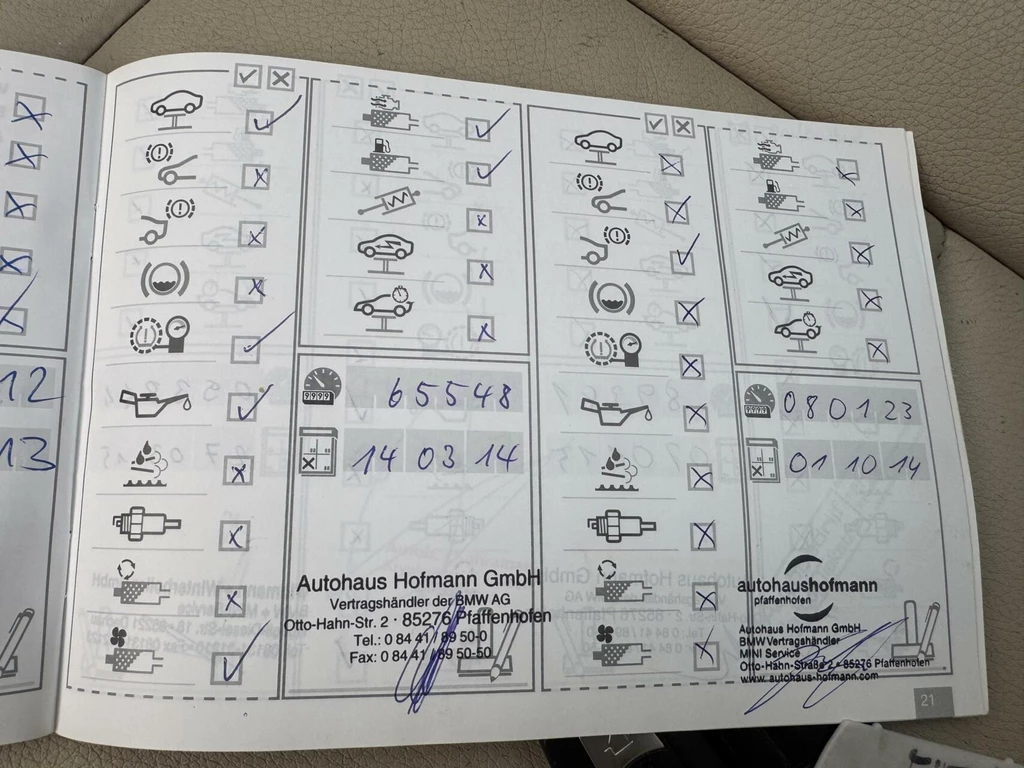 12
13
65548
14 03 14
Autohaus Hofmann GmbH
Vertragshändler der BMW AG
Otto-Hahn-Str. 2 · 85276 Pfaffenhofen
Tel.: 0 84 41 / 89 50-0
Fax: 0 84 41 / 89 50-50
080123
01 10 14
autohaushofmann
pfaffenhofen
Autohaus Hofmann GmbH
BMW Vertragshändler
MINI Service
Otto-Hahn-Straße 2 • 85276 Pfaffenhofen
www.autohaus-hofmann.com
21